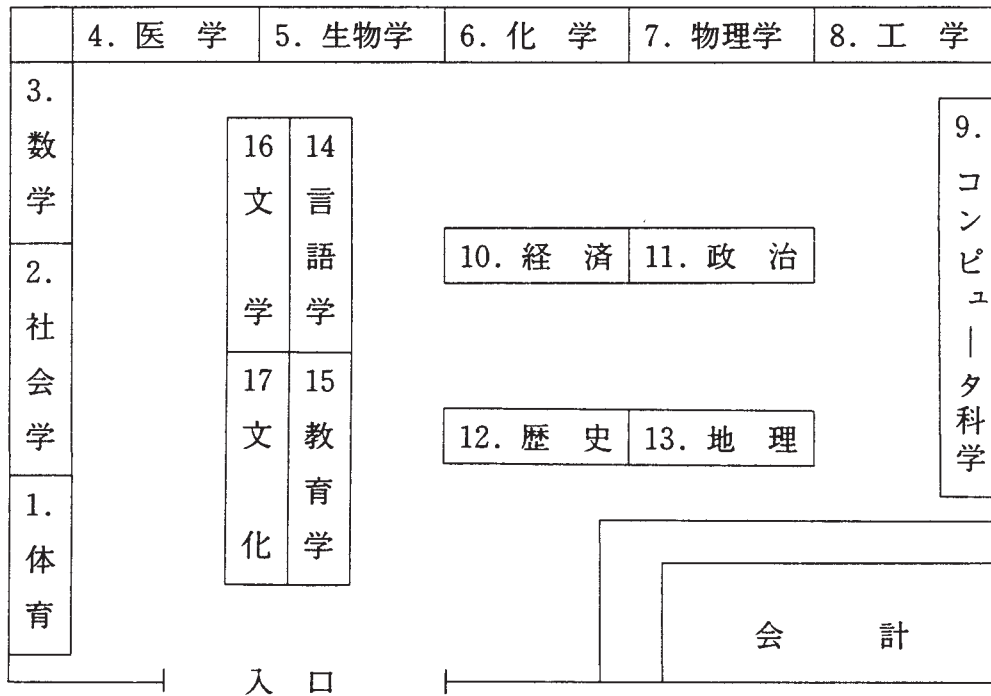 4. 医 学
5. 生物学
6. 化 学
7. 物理学
8. 工 学
3. 数学
2. 社会学
1. 体育
16 文 学
14 言語学
17 文 化
15 教育学
10. 経 済
11. 政 治
12. 歴 史
13. 地 理
9. コンピュータ科学
会 計
入 口